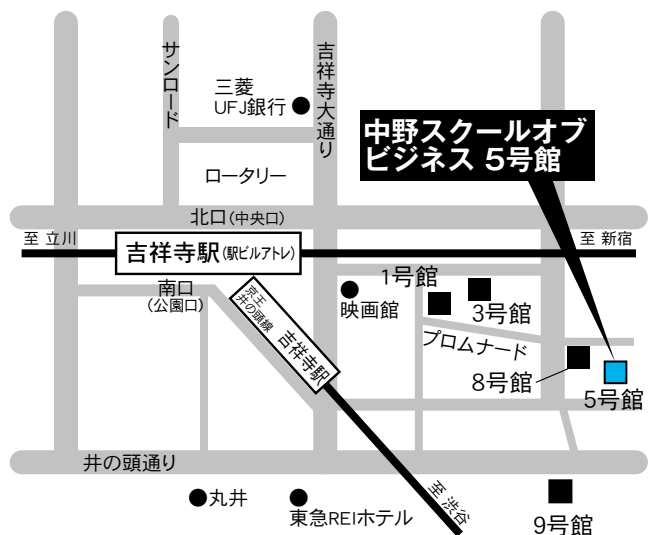 サンロード
吉祥寺大通り
三菱
UFJ銀行
中野スクールオブ
ビジネス 5号館
ロータリー
北口(中央口)
至 立川
吉祥寺駅(駅ビルアトレ)
至 新宿
南口
(公園口)
京王
井の頭線
吉祥寺駅
映画館
1号館
3号館
プロムナード
8号館
5号館
井の頭通り
丸井
東急REIホテル
至 渋谷
9号館